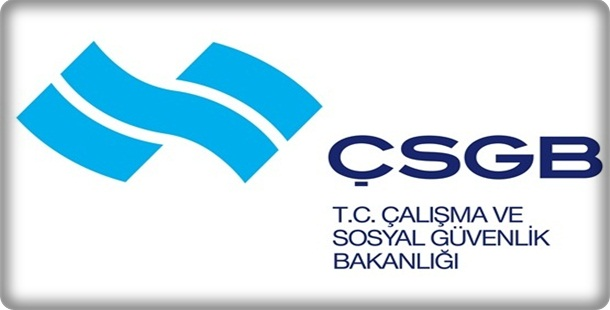 ÇSGB
T.C. ÇALIŞMA VE
SOSYAL GÜVENLİK
BAKANLIĞI